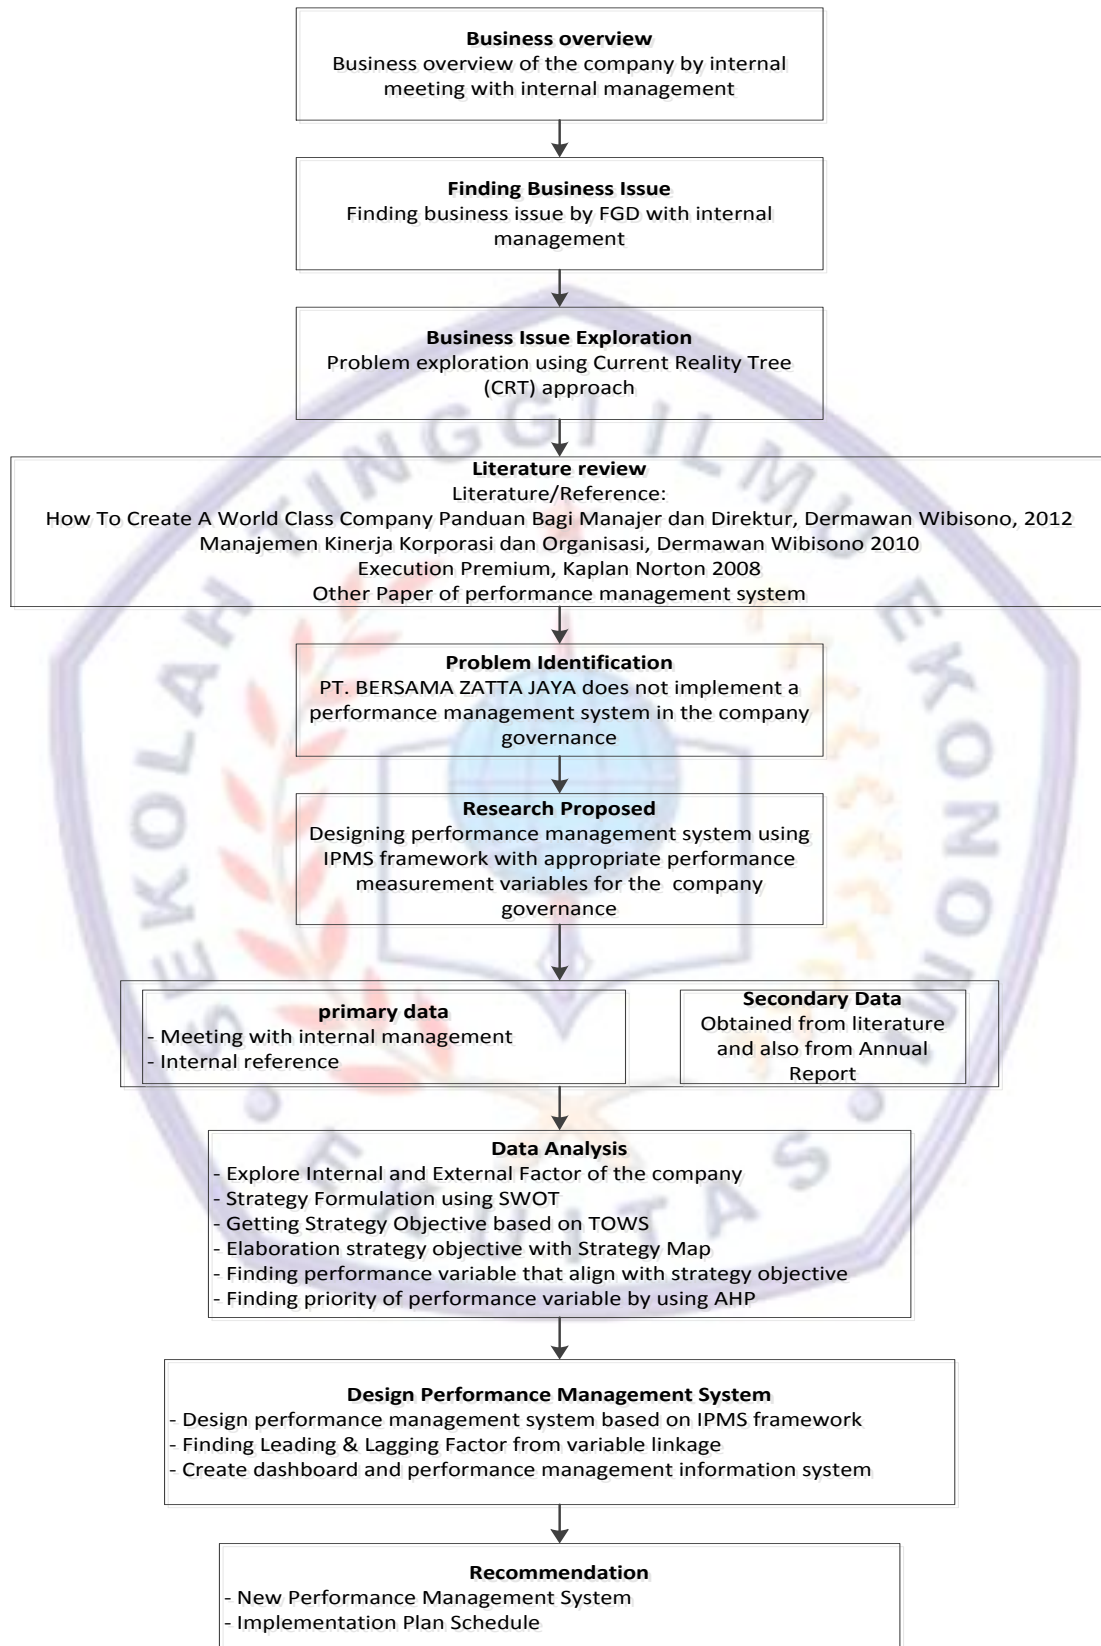 Business overview
Business overview of the company by internal
meeting with internal management
Finding Business Issue
Finding business issue by FGD with internal
management
Business Issue Exploration
Problem exploration using Current Reality Tree
(CRT) approach
Literature review
Literature/Reference:
How To Create A World Class Company Panduan Bagi Manajer dan Direktur, Dermawan Wibisono, 2012
Manajemen Kinerja Korporasi dan Organisasi, Dermawan Wibisono 2010
Execution Premium, Kaplan Norton 2008
Other Paper of performance management system
Problem Identification
PT. BERSAMA ZATTA JAYA does not implement a
performance management system in the company
governance
Research Proposed
Designing performance management system using
IPMS framework with appropriate performance
measurement variables for the company
governance
primary data
- Meeting with internal management
- Internal reference
Secondary Data
Obtained from literature
and also from Annual
Report
Data Analysis
- Explore Internal and External Factor of the company
- Strategy Formulation using SWOT
- Getting Strategy Objective based on TOWS
- Elaboration strategy objective with Strategy Map
- Finding performance variable that align with strategy objective
- Finding priority of performance variable by using AHP
Design Performance Management System
- Design performance management system based on IPMS framework
- Finding Leading & Lagging Factor from variable linkage
- Create dashboard and performance management information system
Recommendation
- New Performance Management System
- Implementation Plan Schedule
SEKOLAH TINGGI ILMU EKONOMI
• EKUITAS •